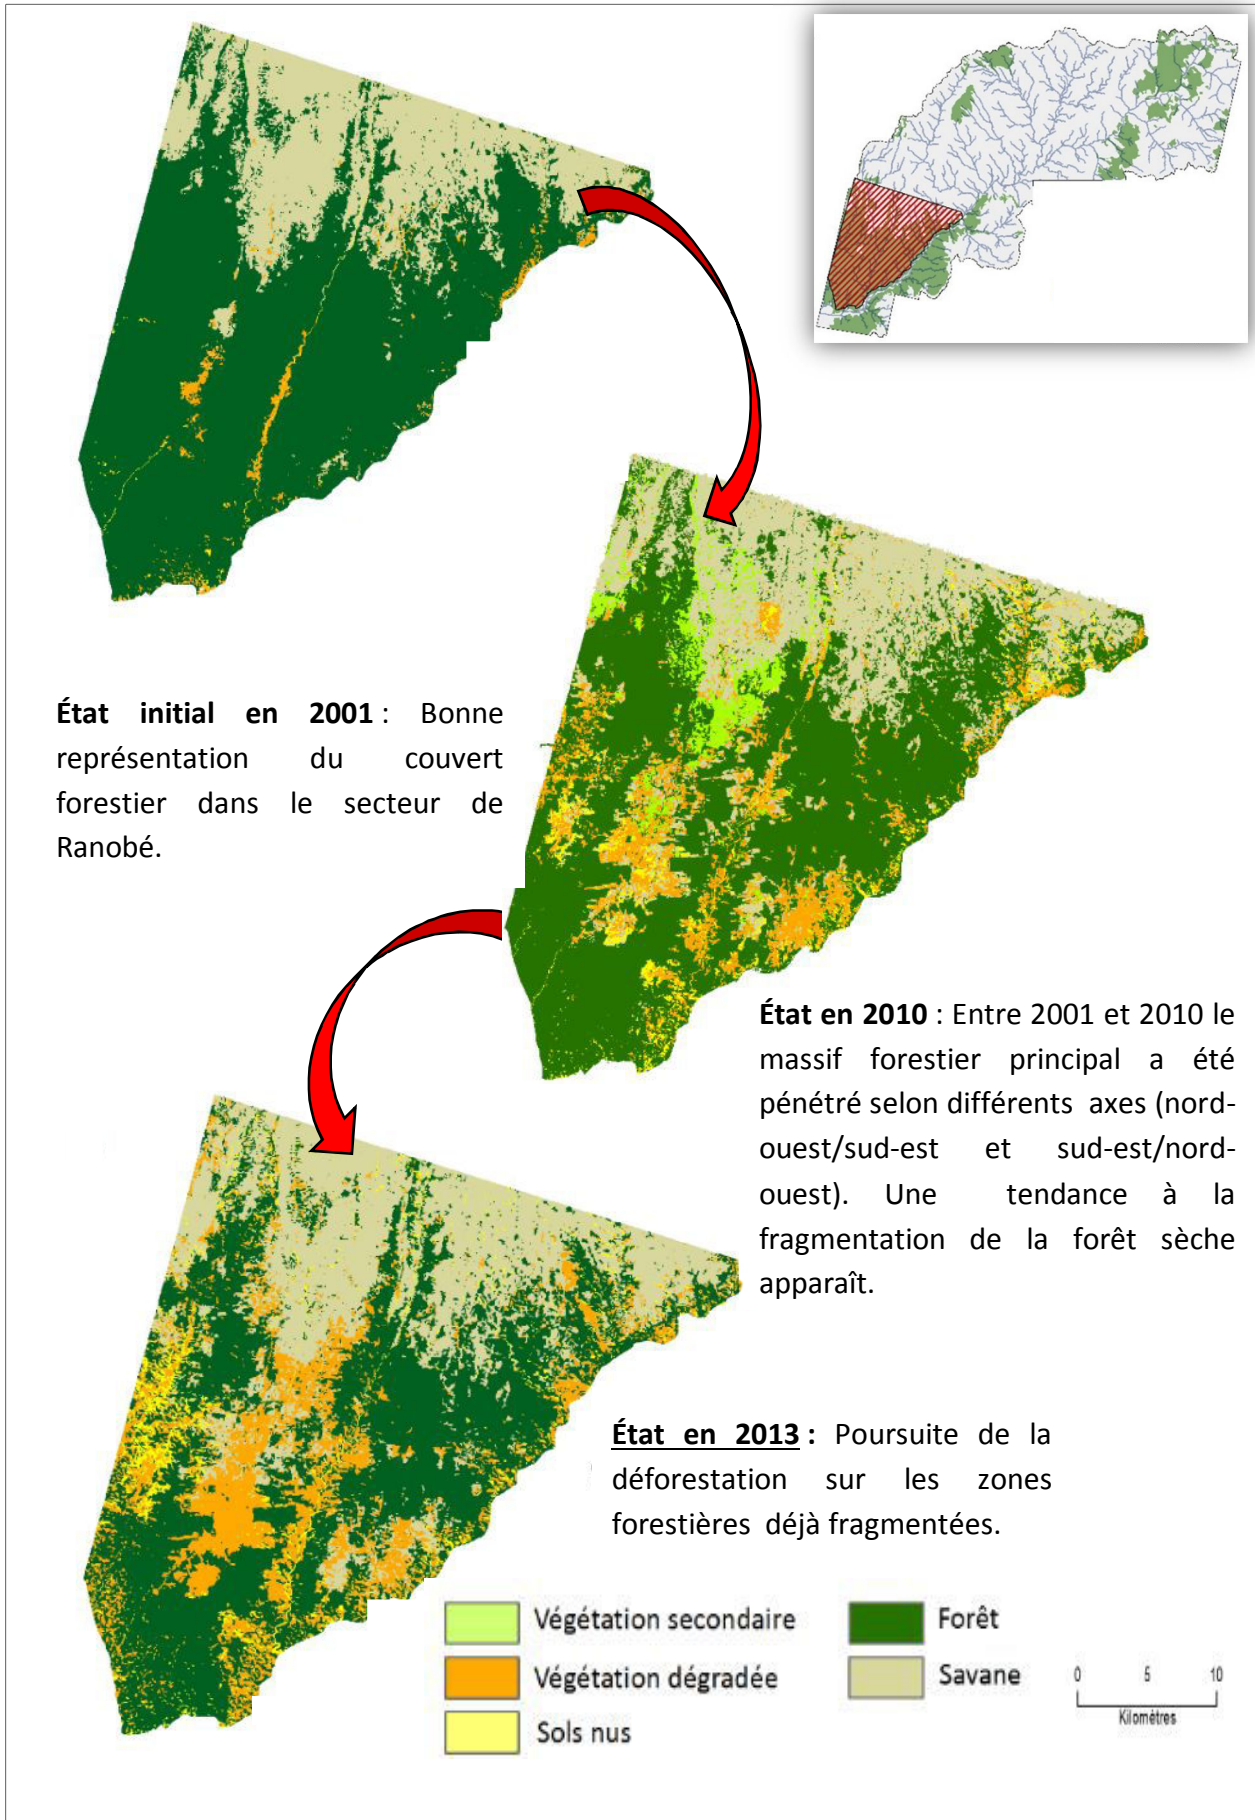 État initial en 2001 : Bonne
représentation du couvert
forestier dans le secteur de
Ranobé.
État en 2010 : Entre 2001 et 2010 le
massif forestier principal a été
pénétré selon différents axes (nord-
ouest/sud-est et sud-est/nord-
ouest). Une tendance à la
fragmentation de la forêt sèche
apparaît.
État en 2013 : Poursuite de la
déforestation sur les zones
forestières déjà fragmentées.
Végétation secondaire
Végétation dégradée
Sols nus
Forêt
Savane
0 5 10
Kilomètres